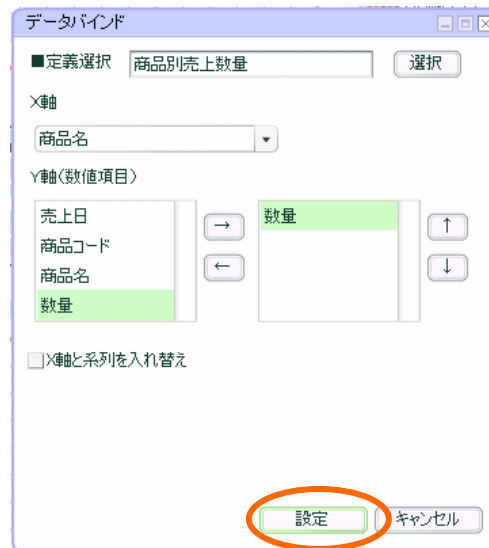 データバインド
■定義選択 商品別売上数量 選択
X軸
商品名
Y軸(数値項目)
売上日
商品コード
商品名
数量
→
←
数量
↑
↓
X軸と系列を入れ替え
設定 キャンセル